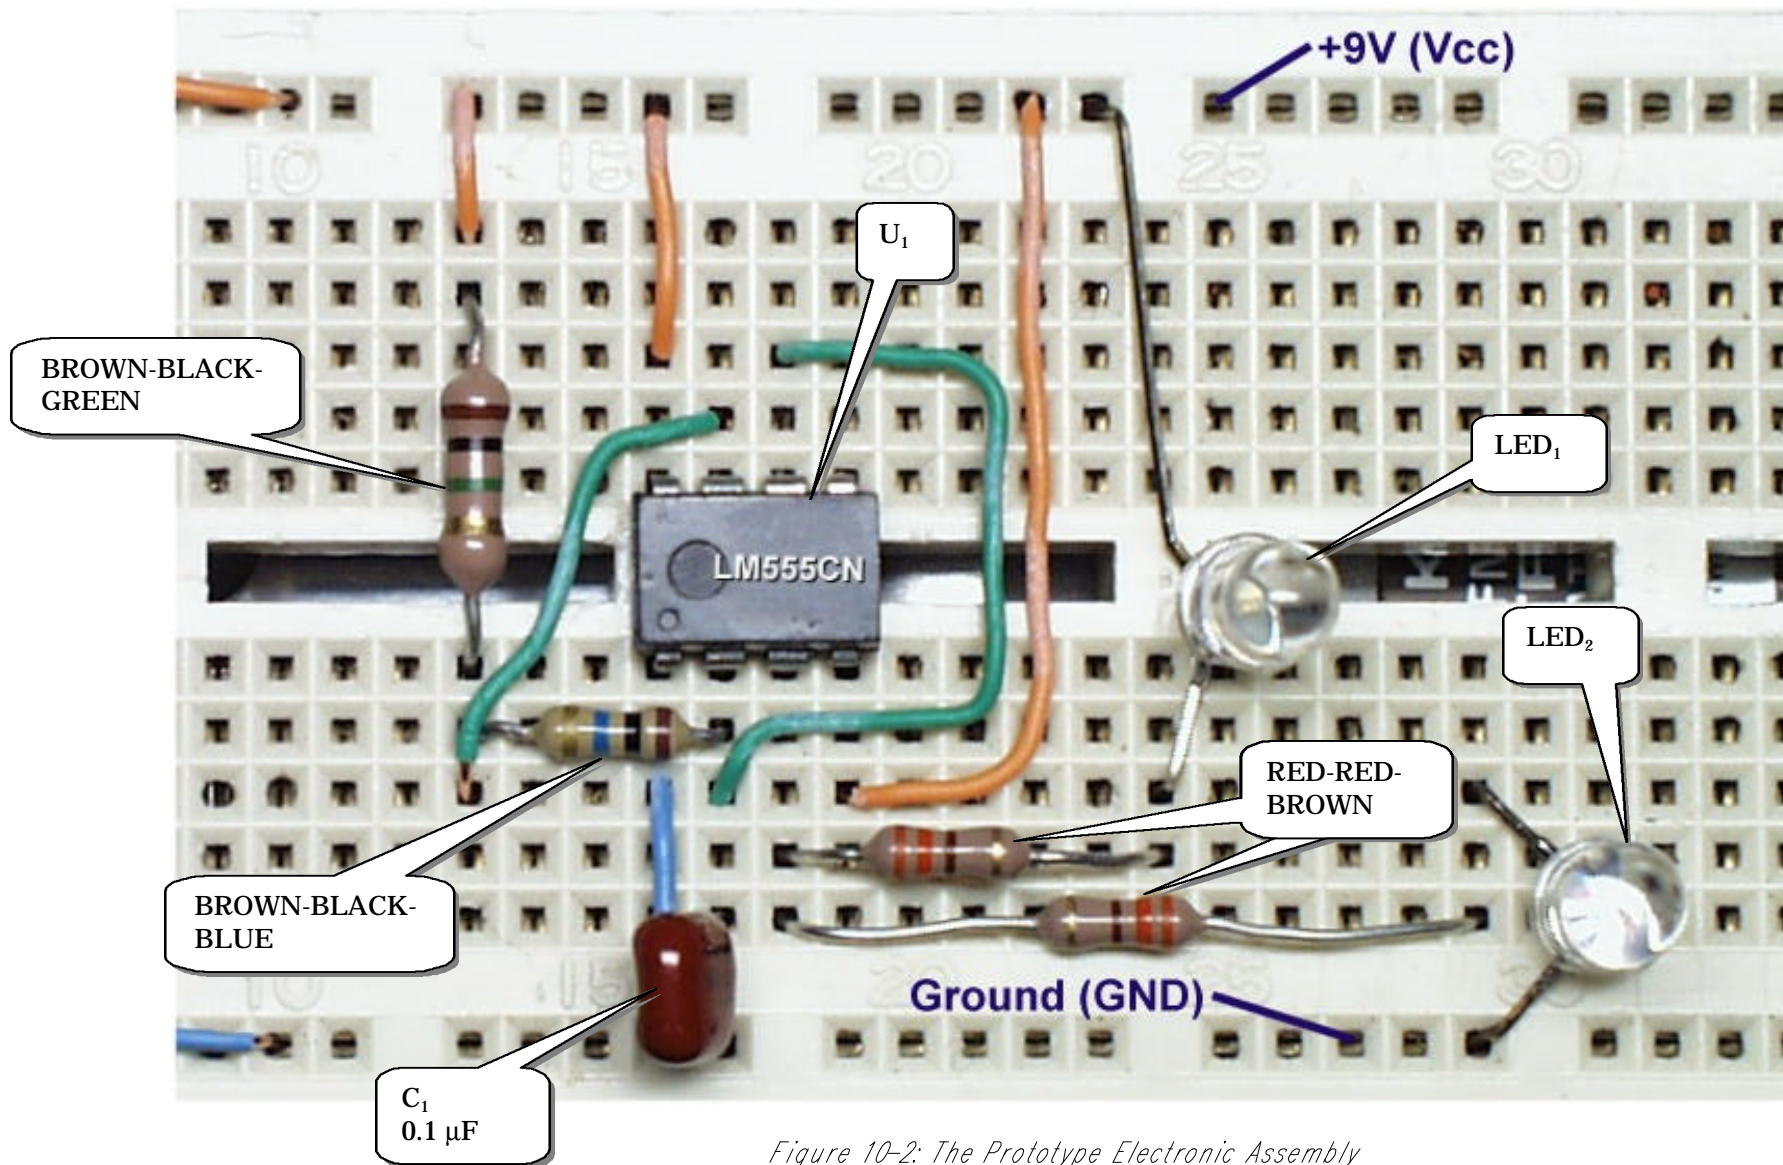 +9V (Vcc)
10
15
20
25
30
U₁
BROWN-BLACK-
GREEN
LED₁
LM555CN
LED₂
RED-RED-
BROWN
BROWN-BLACK-
BLUE
10
15
Ground (GND)
C₁
0.1 µF
Figure 10-2: The Prototype Electronic Assembly